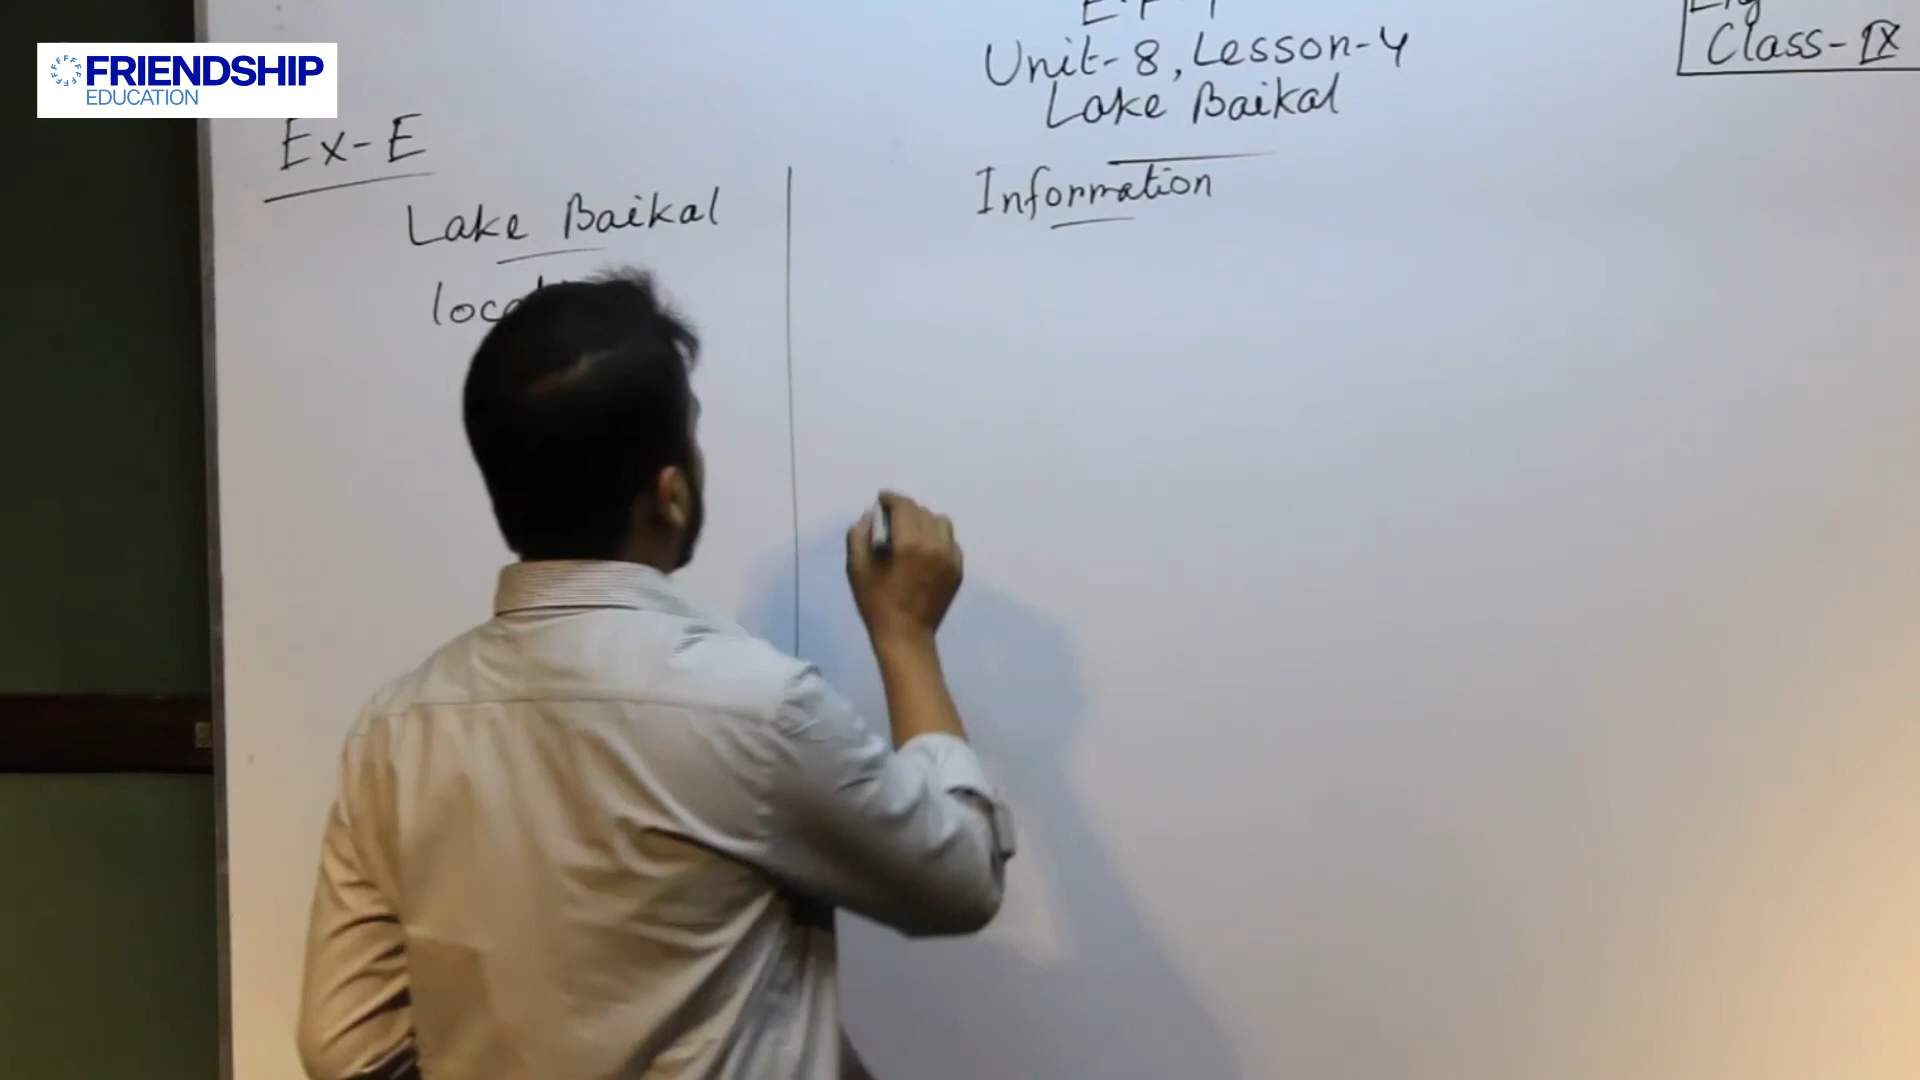 FRIENDSHIP
EDUCATION
Unit-8, Lesson-4
Lake Baikal
Class-IX
Ex-E
Lake Baikal
Information